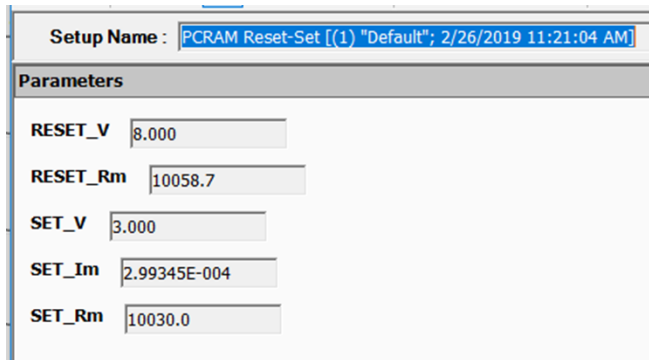 Setup Name : PCRAM Reset-Set [(1) "Default"; 2/26/2019 11:21:04 AM]
Parameters
RESET_V 8.000
RESET_Rm 10058.7
SET_V 3.000
SET_Im 2.99345E-004
SET_Rm 10030.0